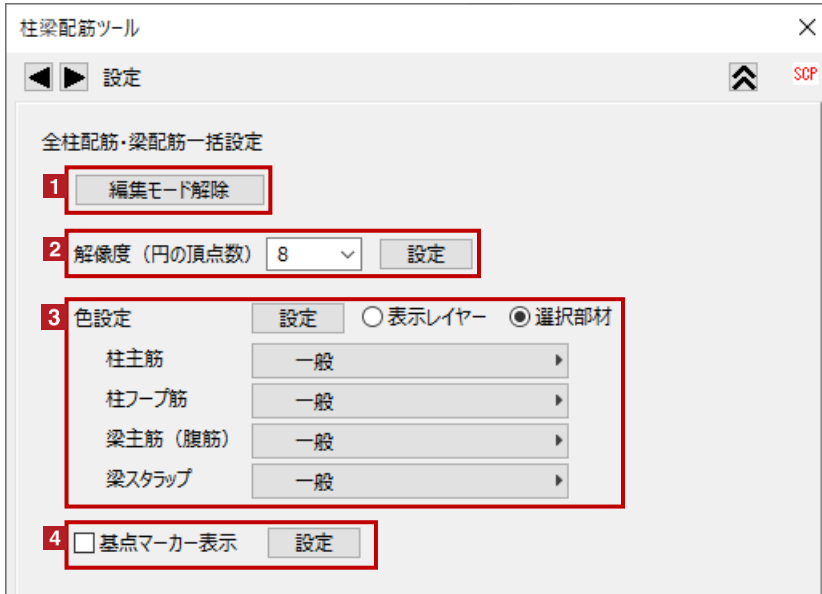 柱梁配筋ツール
設定
SCP
全柱配筋・梁配筋一括設定
1 編集モード解除
2 解像度（円の頂点数） 8 設定
3 色設定 設定 表示レイヤー 選択部材
柱主筋 一般
柱フープ筋 一般
梁主筋（腹筋） 一般
梁スタラップ 一般
4 基点マーカー表示 設定